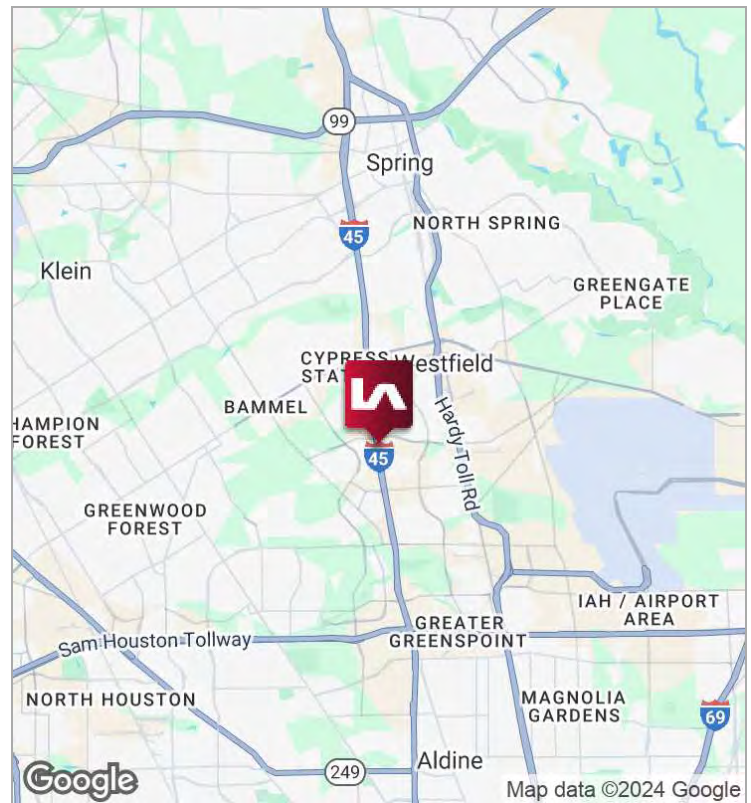 99
Spring
45
NORTH SPRING
Klein
GREENGATE
PLACE
CYPRESS
Westfield
BAMMEL
FOREST
45
Hardy Toll Rd
GREENWOOD
FOREST
IAH / AIRPORT
AREA
GREATER
GREENSPOINT
Sam Houston Tollway
NORTH HOUSTON
MAGNOLIA
GARDENS
69
249
Aldine
Google
Map data ©2024 Google